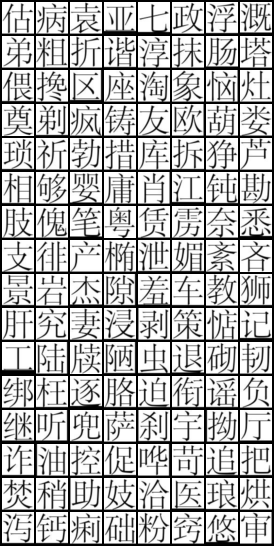 估病袁亚七政浮溉
弟粗折谐淳抹肠塔
偎搀区座淘象恼灶
奠剃疯铸友欧葫娄
琐祈勃措库拆狰芦
相够婴庸肖江钝勘
肢傀笔粤赁雳奈悉
支徘产椭泄媚紊吝
景岩杰隙羞车教狮
肝究妻浸剥策惦记
工陆牍陋虫退砌韧
绑枉逐胳迫衔谣负
继听兜萨刹宇拗厅
诈油控促哗苛追把
焚稍助妓洽医琅烘
泻钙痢础粉窍悠审